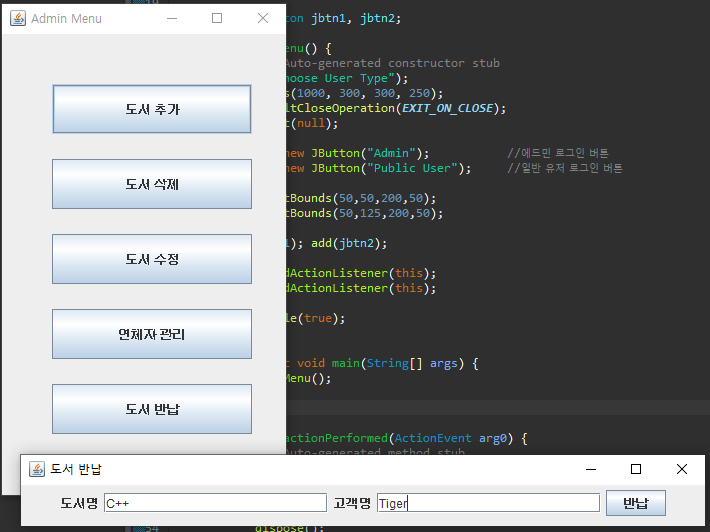 Admin Menu
도서 추가
도서 삭제
도서 수정
연체자 관리
도서 반납
on jbtn1, jbtn2;
enu() {
Auto-generated constructor stub
oose User Type");
s(1000, 300, 300, 250);
ltCloseOperation(EXIT_ON_CLOSE);
t(null);
new JButton("Admin"); //에드민 로그인 버튼
new JButton("Public User"); //일반 유저 로그인 버튼
tBounds(50,50,200,50);
tBounds(50,125,200,50);
1); add(jbtn2);
dActionListener(this);
dActionListener(this);
le(true);
t void main(String[] args) {
Menu();
actionPerformed(ActionEvent arg0) {
Auto-generated method stub
도서 반납
도서명 C++ 고객명 Tiger 반납
54 dispose();